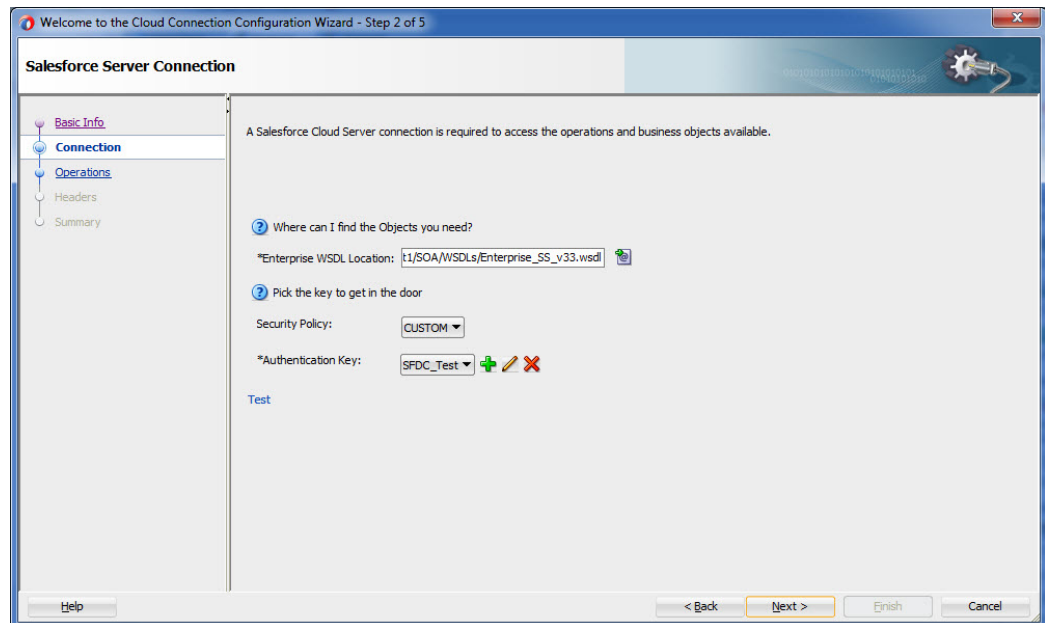 Welcome to the Cloud Connection Configuration Wizard - Step 2 of 5
Salesforce Server Connection
Basic Info
Connection
Operations
Headers
Summary
A Salesforce Cloud Server connection is required to access the operations and business objects available.
Where can I find the Objects you need?
*Enterprise WSDL Location: t1/SOA/WSDLs/Enterprise_SS_v33.wsdl
Pick the key to get in the door
Security Policy: CUSTOM
*Authentication Key: SFDC_Test
Test
Help < Back Next > Finish Cancel